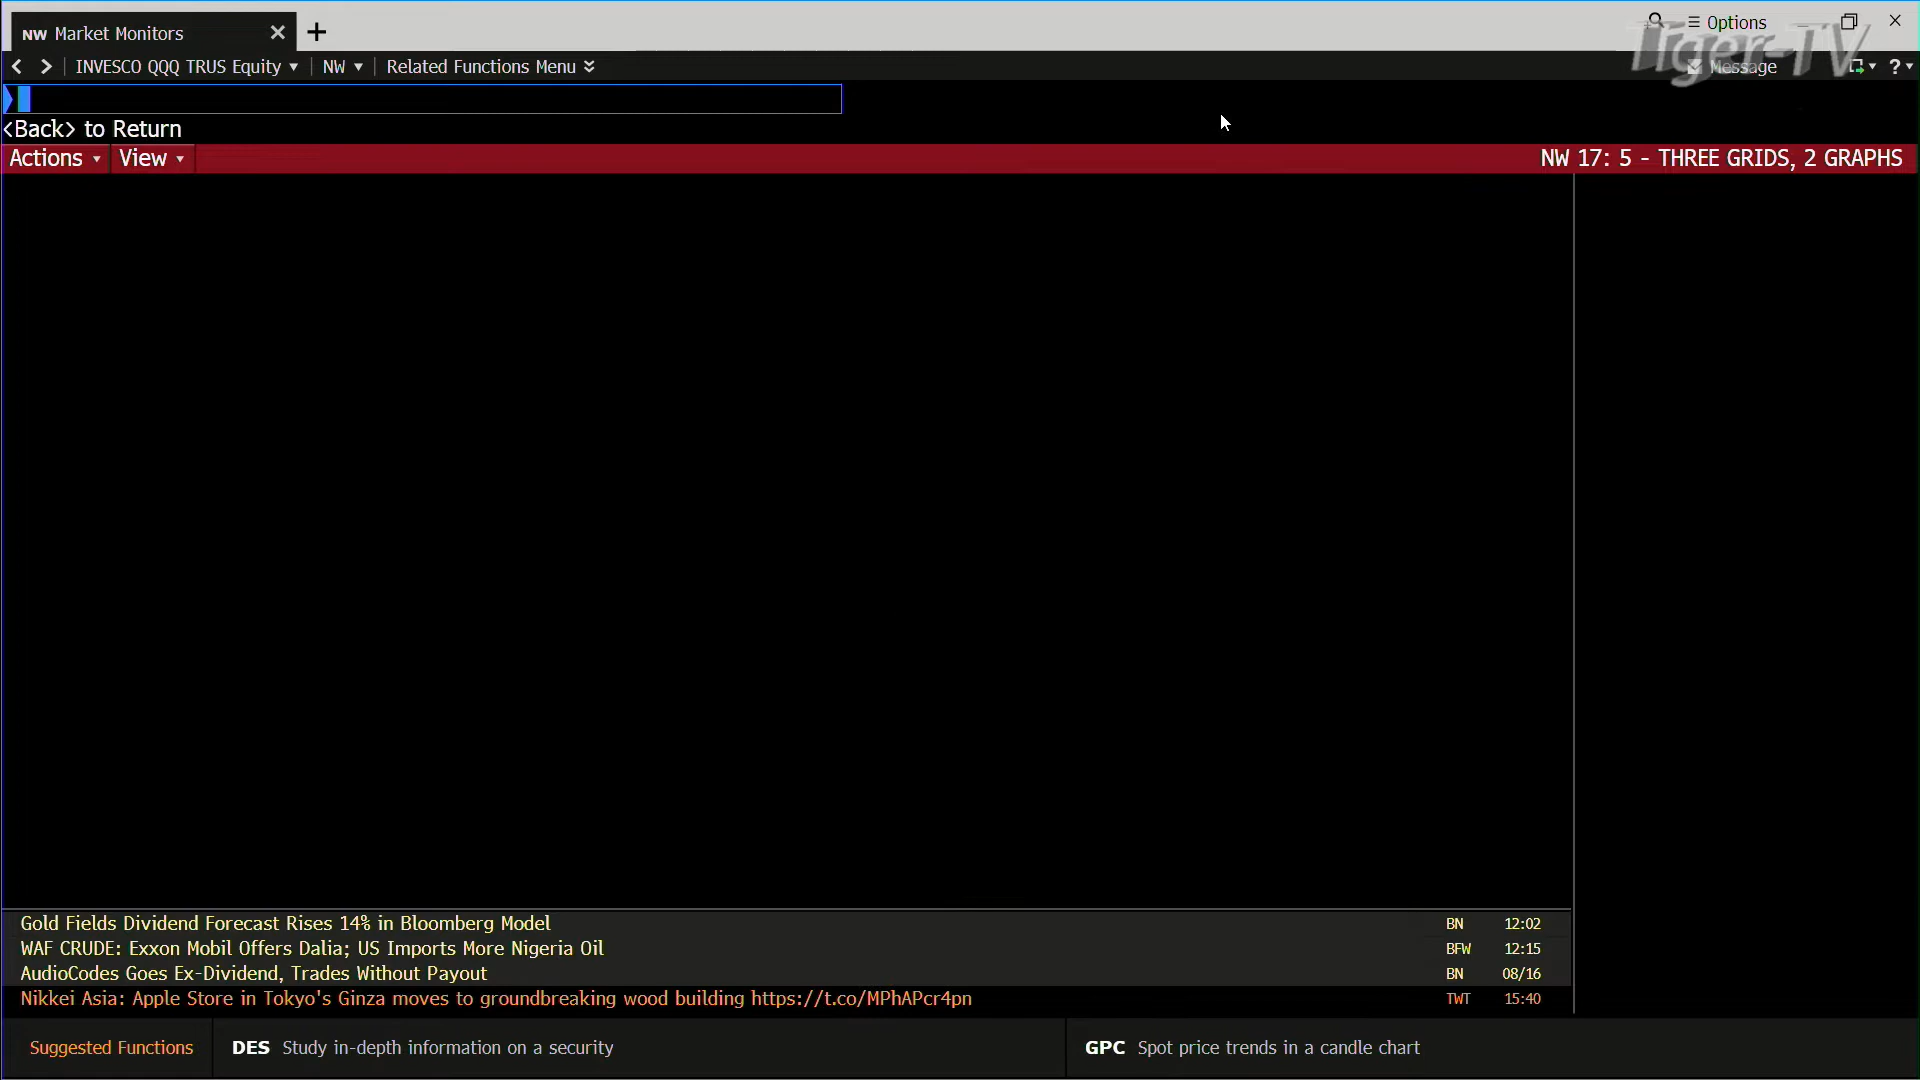 NW Market Monitors
Options
INVESCO QQQ TRUS Equity NW Related Functions Menu
Message ?
Tiger-TV
<Back> to Return
Actions View NW 17: 5 - THREE GRIDS, 2 GRAPHS
Gold Fields Dividend Forecast Rises 14% in Bloomberg Model BN 12:02
WAF CRUDE: Exxon Mobil Offers Dalia; US Imports More Nigeria Oil BFW 12:15
AudioCodes Goes Ex-Dividend, Trades Without Payout BN 08/16
Nikkei Asia: Apple Store in Tokyo's Ginza moves to groundbreaking wood building https://t.co/MPhAPcr4pn TWT 15:40
Suggested Functions DES Study in-depth information on a security GPC Spot price trends in a candle chart